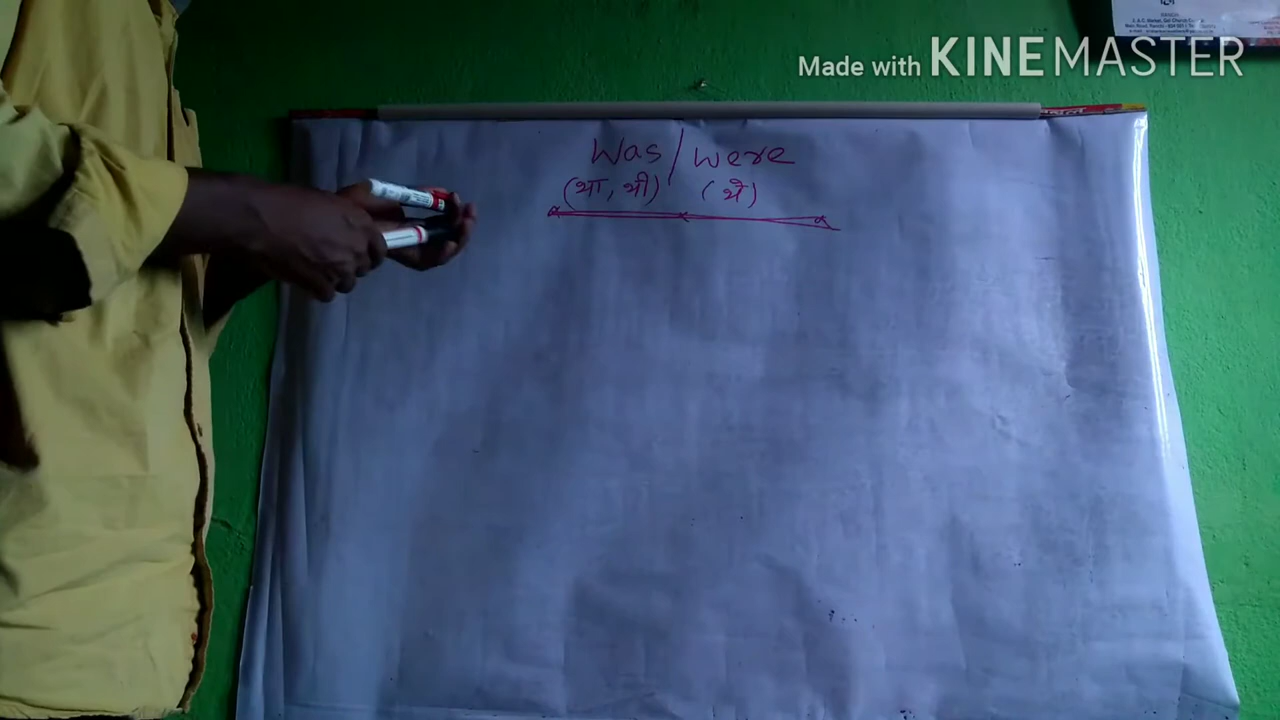 Made with KINEMASTER
Was / Were
(था, थी) (थे)